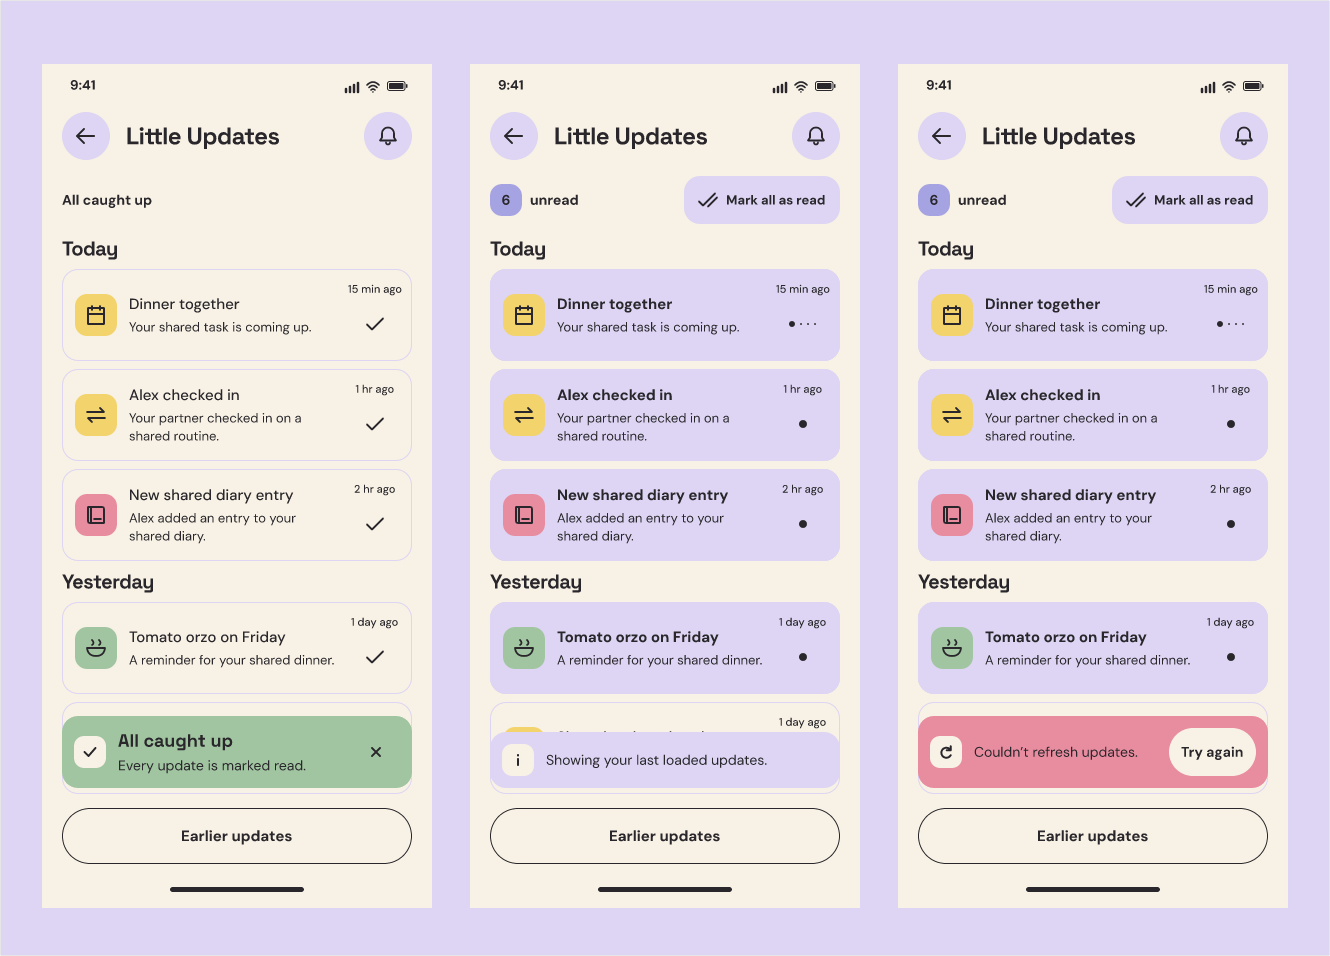 9:41
Little Updates
All caught up
Today
15 min ago
Dinner together
Your shared task is coming up.
1 hr ago
Alex checked in
Your partner checked in on a
shared routine.
2 hr ago
New shared diary entry
Alex added an entry to your
shared diary.
Yesterday
1 day ago
Tomato orzo on Friday
A reminder for your shared dinner.
All caught up
Every update is marked read.
Earlier updates
9:41
Little Updates
6 unread
Mark all as read
Today
15 min ago
Dinner together
Your shared task is coming up.
1 hr ago
Alex checked in
Your partner checked in on a
shared routine.
2 hr ago
New shared diary entry
Alex added an entry to your
shared diary.
Yesterday
1 day ago
Tomato orzo on Friday
A reminder for your shared dinner.
1 day ago
Showing your last loaded updates.
Earlier updates
9:41
Little Updates
6 unread
Mark all as read
Today
15 min ago
Dinner together
Your shared task is coming up.
1 hr ago
Alex checked in
Your partner checked in on a
shared routine.
2 hr ago
New shared diary entry
Alex added an entry to your
shared diary.
Yesterday
1 day ago
Tomato orzo on Friday
A reminder for your shared dinner.
Couldn't refresh updates.
Try again
Earlier updates